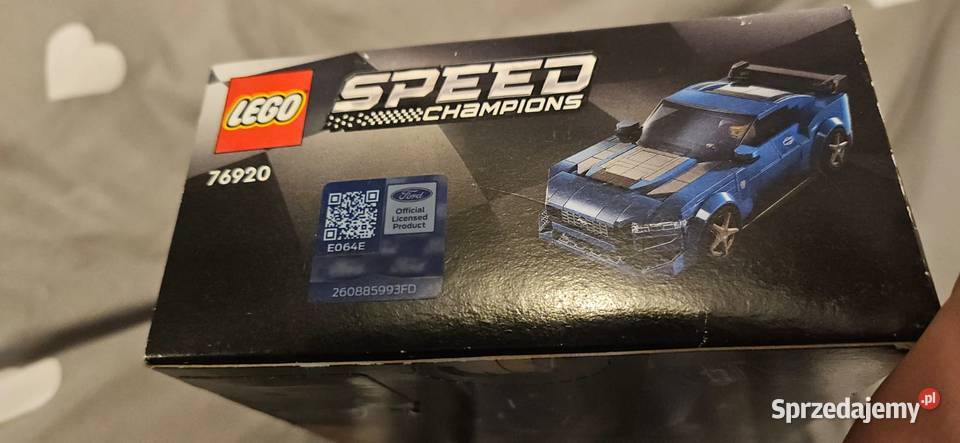 LEGO
SPEED
CHAMPIONS
76920
Ford
Official
Licensed
Product
E064E
260885993FD
Sprzedajemy.pl